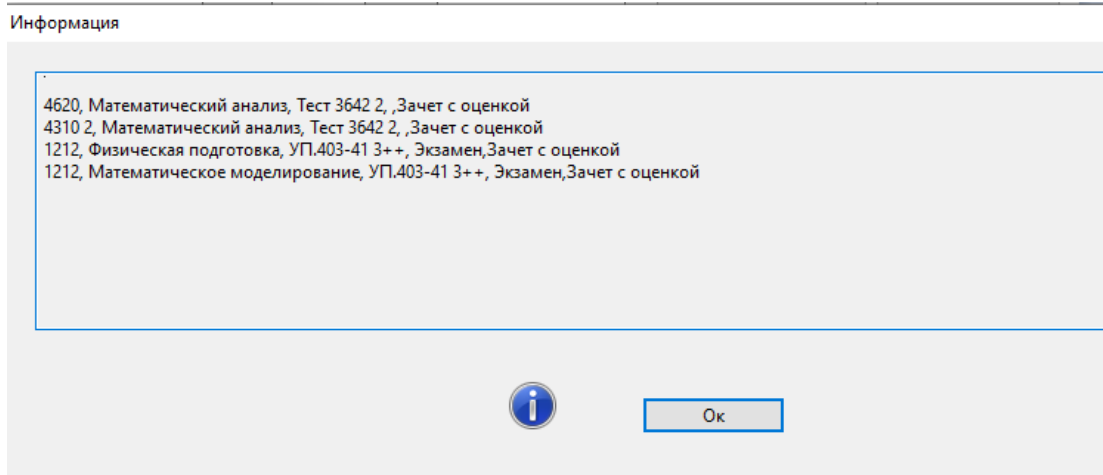 Информация
.
4620, Математический анализ, Тест 3642 2, ,Зачет с оценкой
4310 2, Математический анализ, Тест 3642 2, ,Зачет с оценкой
1212, Физическая подготовка, УП.403-41 3++, Экзамен,Зачет с оценкой
1212, Математическое моделирование, УП.403-41 3++, Экзамен,Зачет с оценкой
Ок